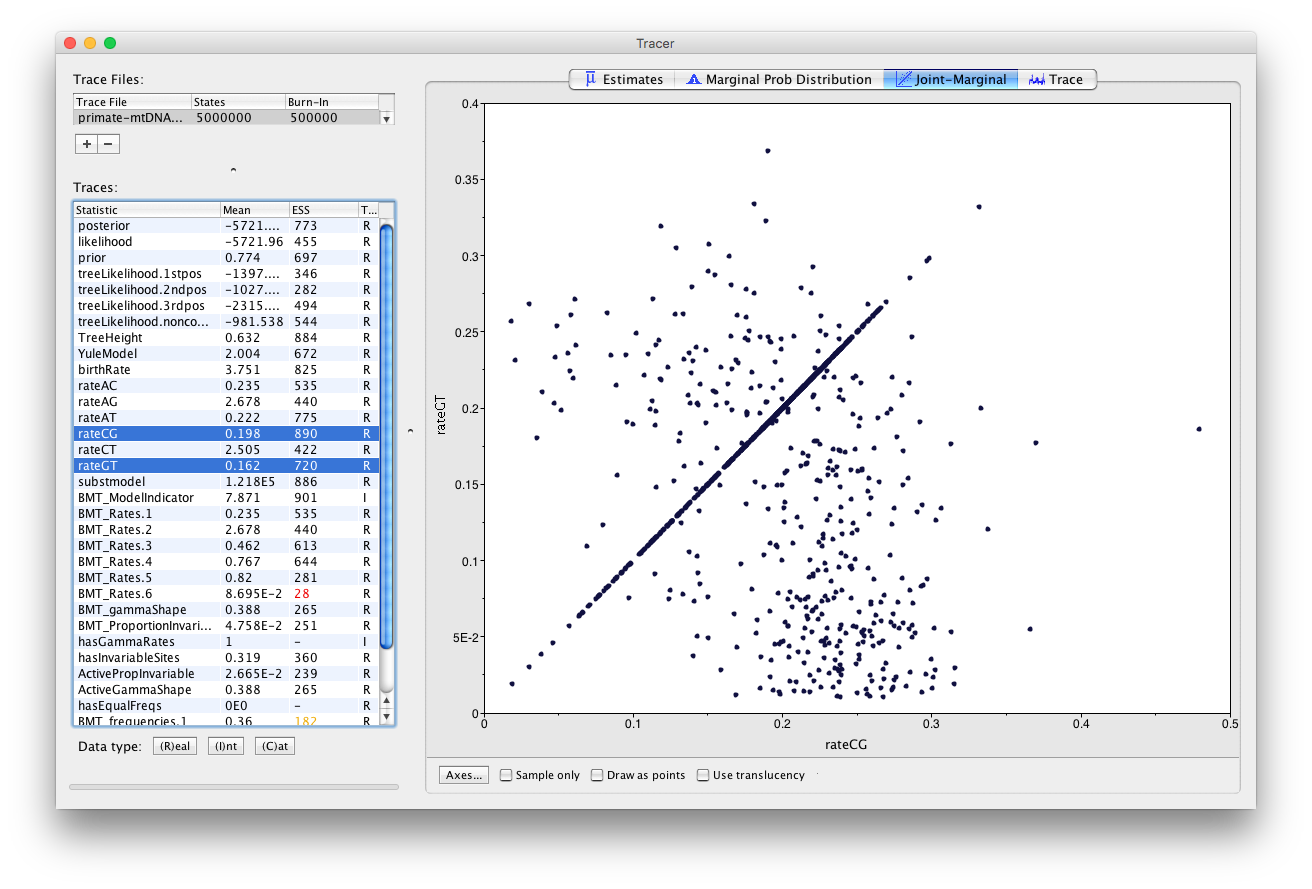 Tracer
Trace Files:
Trace File States Burn-In
primate-mtDNA... 5000000 500000
+ −
Traces:
Statistic Mean ESS T...
posterior -5721.... 773 R
likelihood -5721.96 455 R
prior 0.774 697 R
treeLikelihood.1stpos -1397.... 346 R
treeLikelihood.2ndpos -1027.... 282 R
treeLikelihood.3rdpos -2315.... 494 R
treeLikelihood.nonco... -981.538 544 R
TreeHeight 0.632 884 R
YuleModel 2.004 672 R
birthRate 3.751 825 R
rateAC 0.235 535 R
rateAG 2.678 440 R
rateAT 0.222 775 R
rateCG 0.198 890 R
rateCT 2.505 422 R
rateGT 0.162 720 R
substmodel 1.218E5 886 R
BMT_ModelIndicator 7.871 901 I
BMT_Rates.1 0.235 535 R
BMT_Rates.2 2.678 440 R
BMT_Rates.3 0.462 613 R
BMT_Rates.4 0.767 644 R
BMT_Rates.5 0.82 281 R
BMT_Rates.6 8.695E-2 28 R
BMT_gammaShape 0.388 265 R
BMT_ProportionInvari... 4.758E-2 251 R
hasGammaRates 1 - I
hasInvariableSites 0.319 360 R
ActivePropInvariable 2.665E-2 239 R
ActiveGammaShape 0.388 265 R
hasEqualFreqs 0E0 - R
BMT_frequencies.1 0.36 182 R
Data type: (R)eal (I)nt (C)at
Estimates Marginal Prob Distribution Joint-Marginal Trace
0.4
0.35
0.3
0.25
0.2
0.15
0.1
5E-2
0
rateGT
0 0.1 0.2 0.3 0.4 0.5
rateCG
Axes... Sample only Draw as points Use translucency